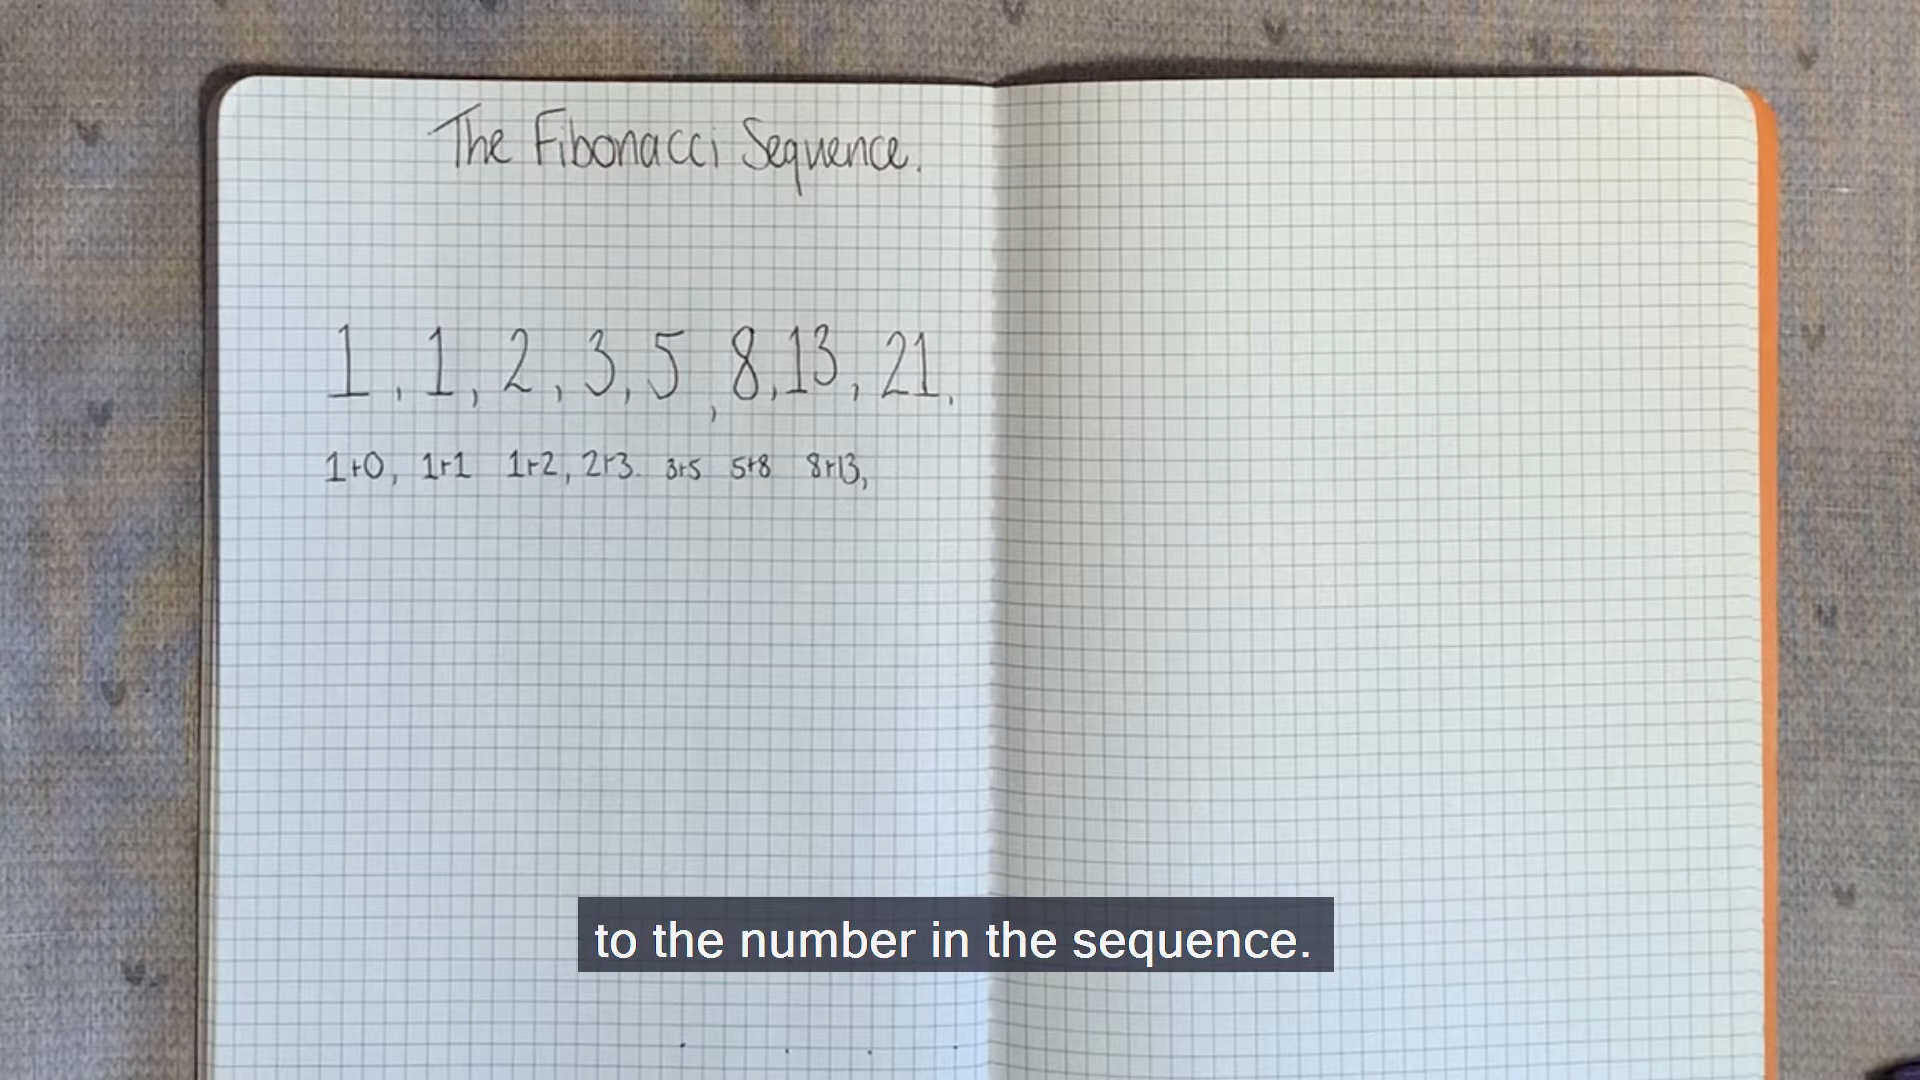 The Fibonacci Sequence.
1, 1, 2, 3, 5, 8, 13, 21,
1+0, 1+1 1+2, 2+3. 3+5 5+8 8+13,
to the number in the sequence.